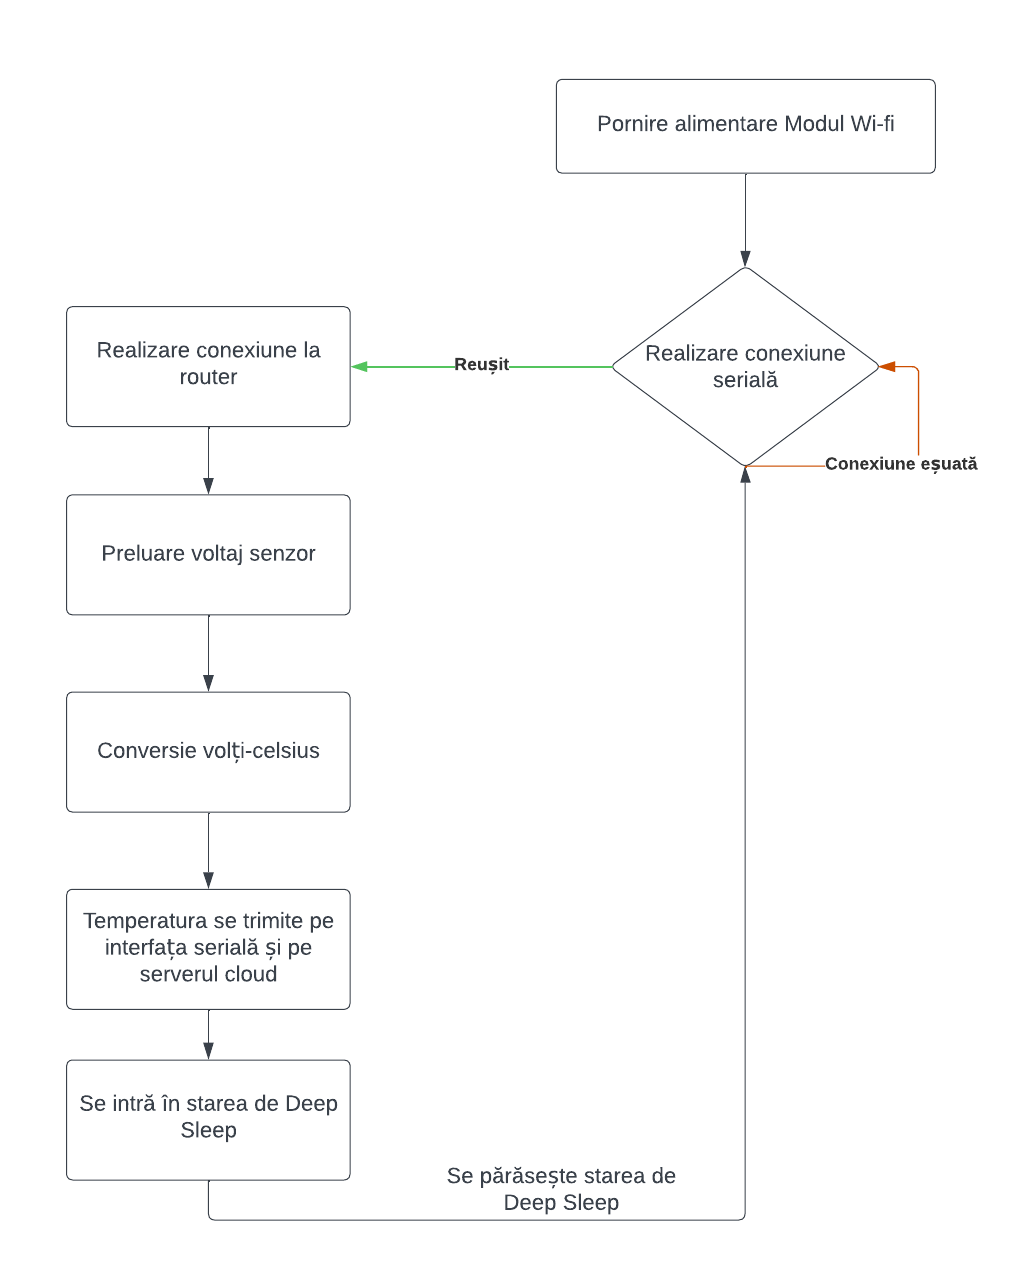 Pornire alimentare Modul Wi-fi
Realizare conexiune
serială
Reușit
Conexiune eșuată
Realizare conexiune la
router
Preluare voltaj senzor
Conversie volți-celsius
Temperatura se trimite pe
interfața serială și pe
serverul cloud
Se intră în starea de Deep
Sleep
Se părăsește starea de
Deep Sleep